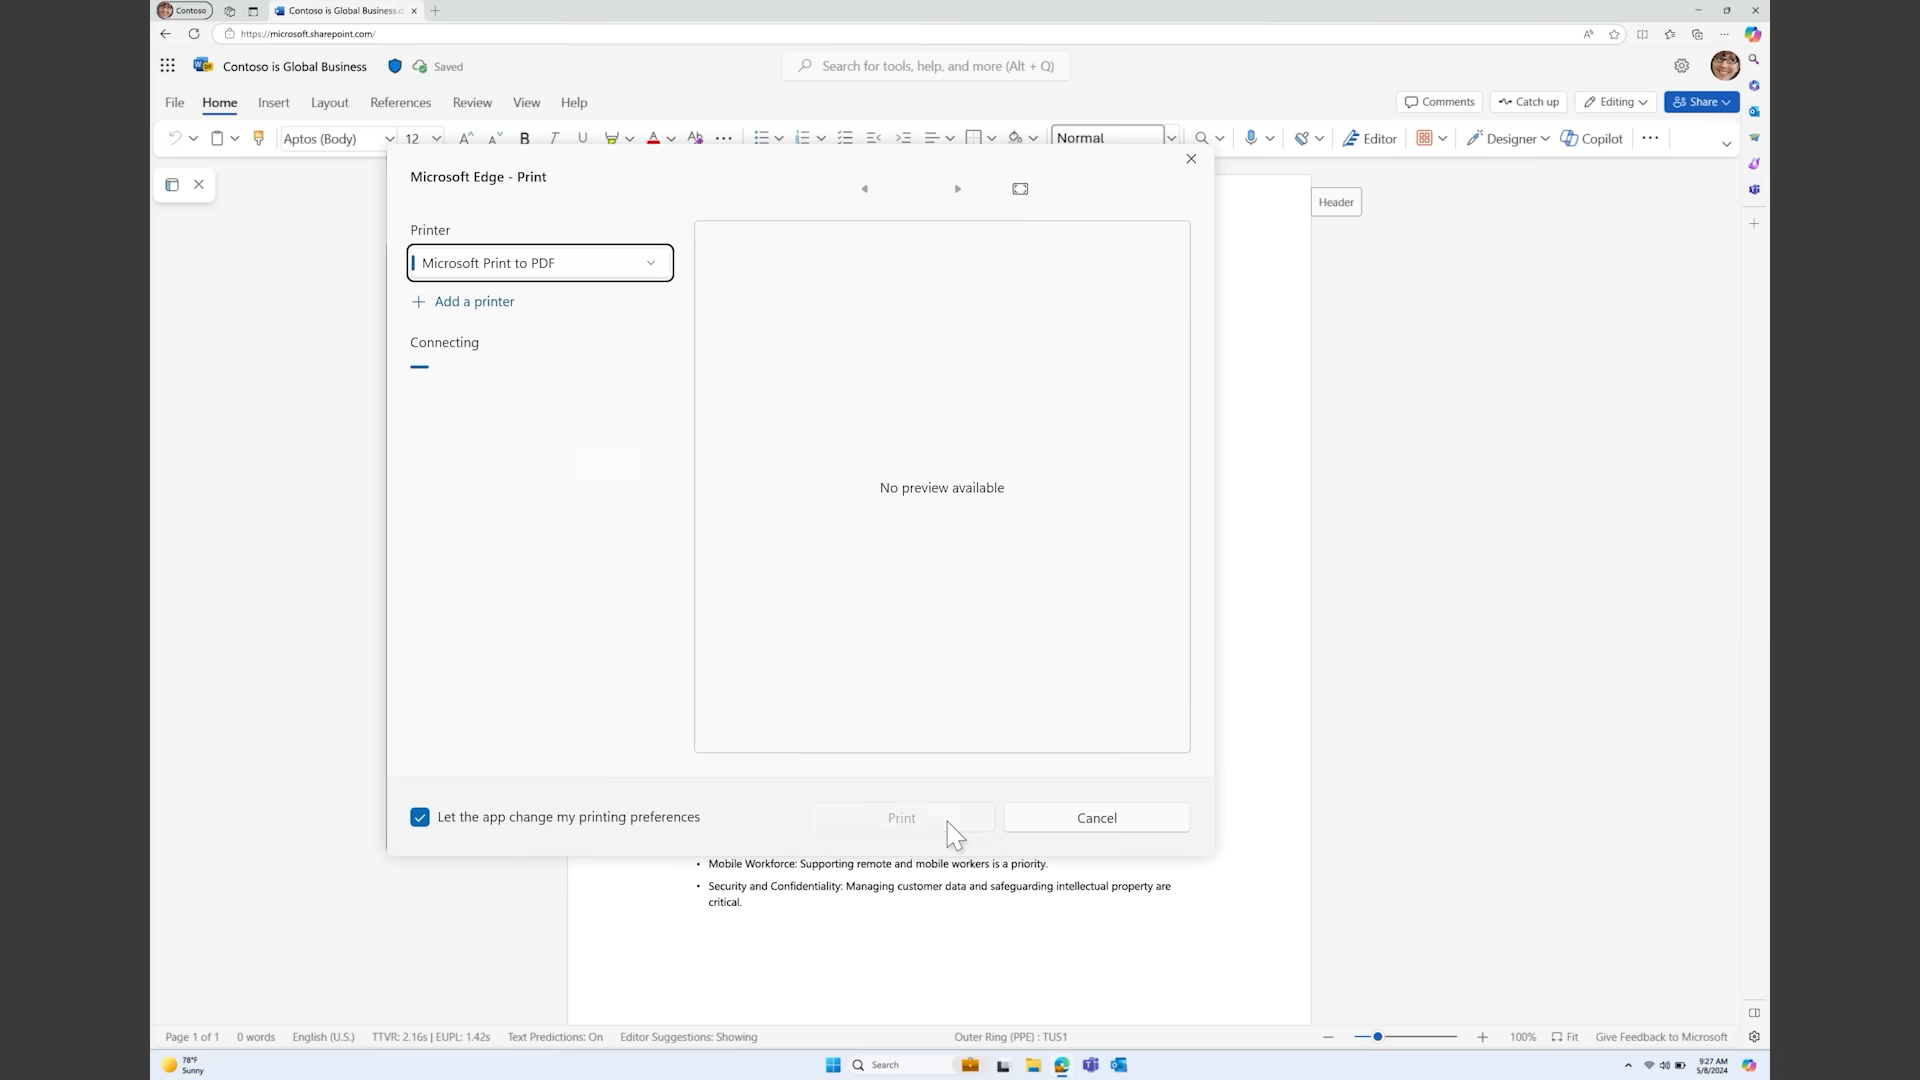 Contoso
Contoso is Global Business.d
https://microsoft.sharepoint.com/
Contoso is Global Business
Saved
Search for tools, help, and more (Alt + Q)
File Home Insert Layout References Review View Help
Comments Catch up Editing Share
Aptos (Body) 12 B I U A Normal Editor Designer Copilot
Header
Microsoft Edge - Print
Printer
Microsoft Print to PDF
Add a printer
Connecting
No preview available
Let the app change my printing preferences
Print Cancel
• Mobile Workforce: Supporting remote and mobile workers is a priority.
• Security and Confidentiality: Managing customer data and safeguarding intellectual property are
critical.
Page 1 of 1 0 words English (U.S.) TTVR: 2.16s | EUPL: 1.42s Text Predictions: On Editor Suggestions: Showing Outer Ring (PPE) : TUS1 100% Fit Give Feedback to Microsoft
78°F
Sunny
Search
9:27 AM
5/8/2024